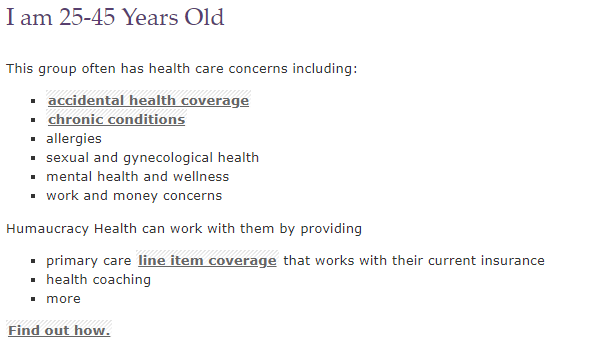 I am 25-45 Years Old
This group often has health care concerns including:
accidental health coverage
chronic conditions
allergies
sexual and gynecological health
mental health and wellness
work and money concerns
Humaucracy Health can work with them by providing
primary care line item coverage that works with their current insurance
health coaching
more
Find out how.